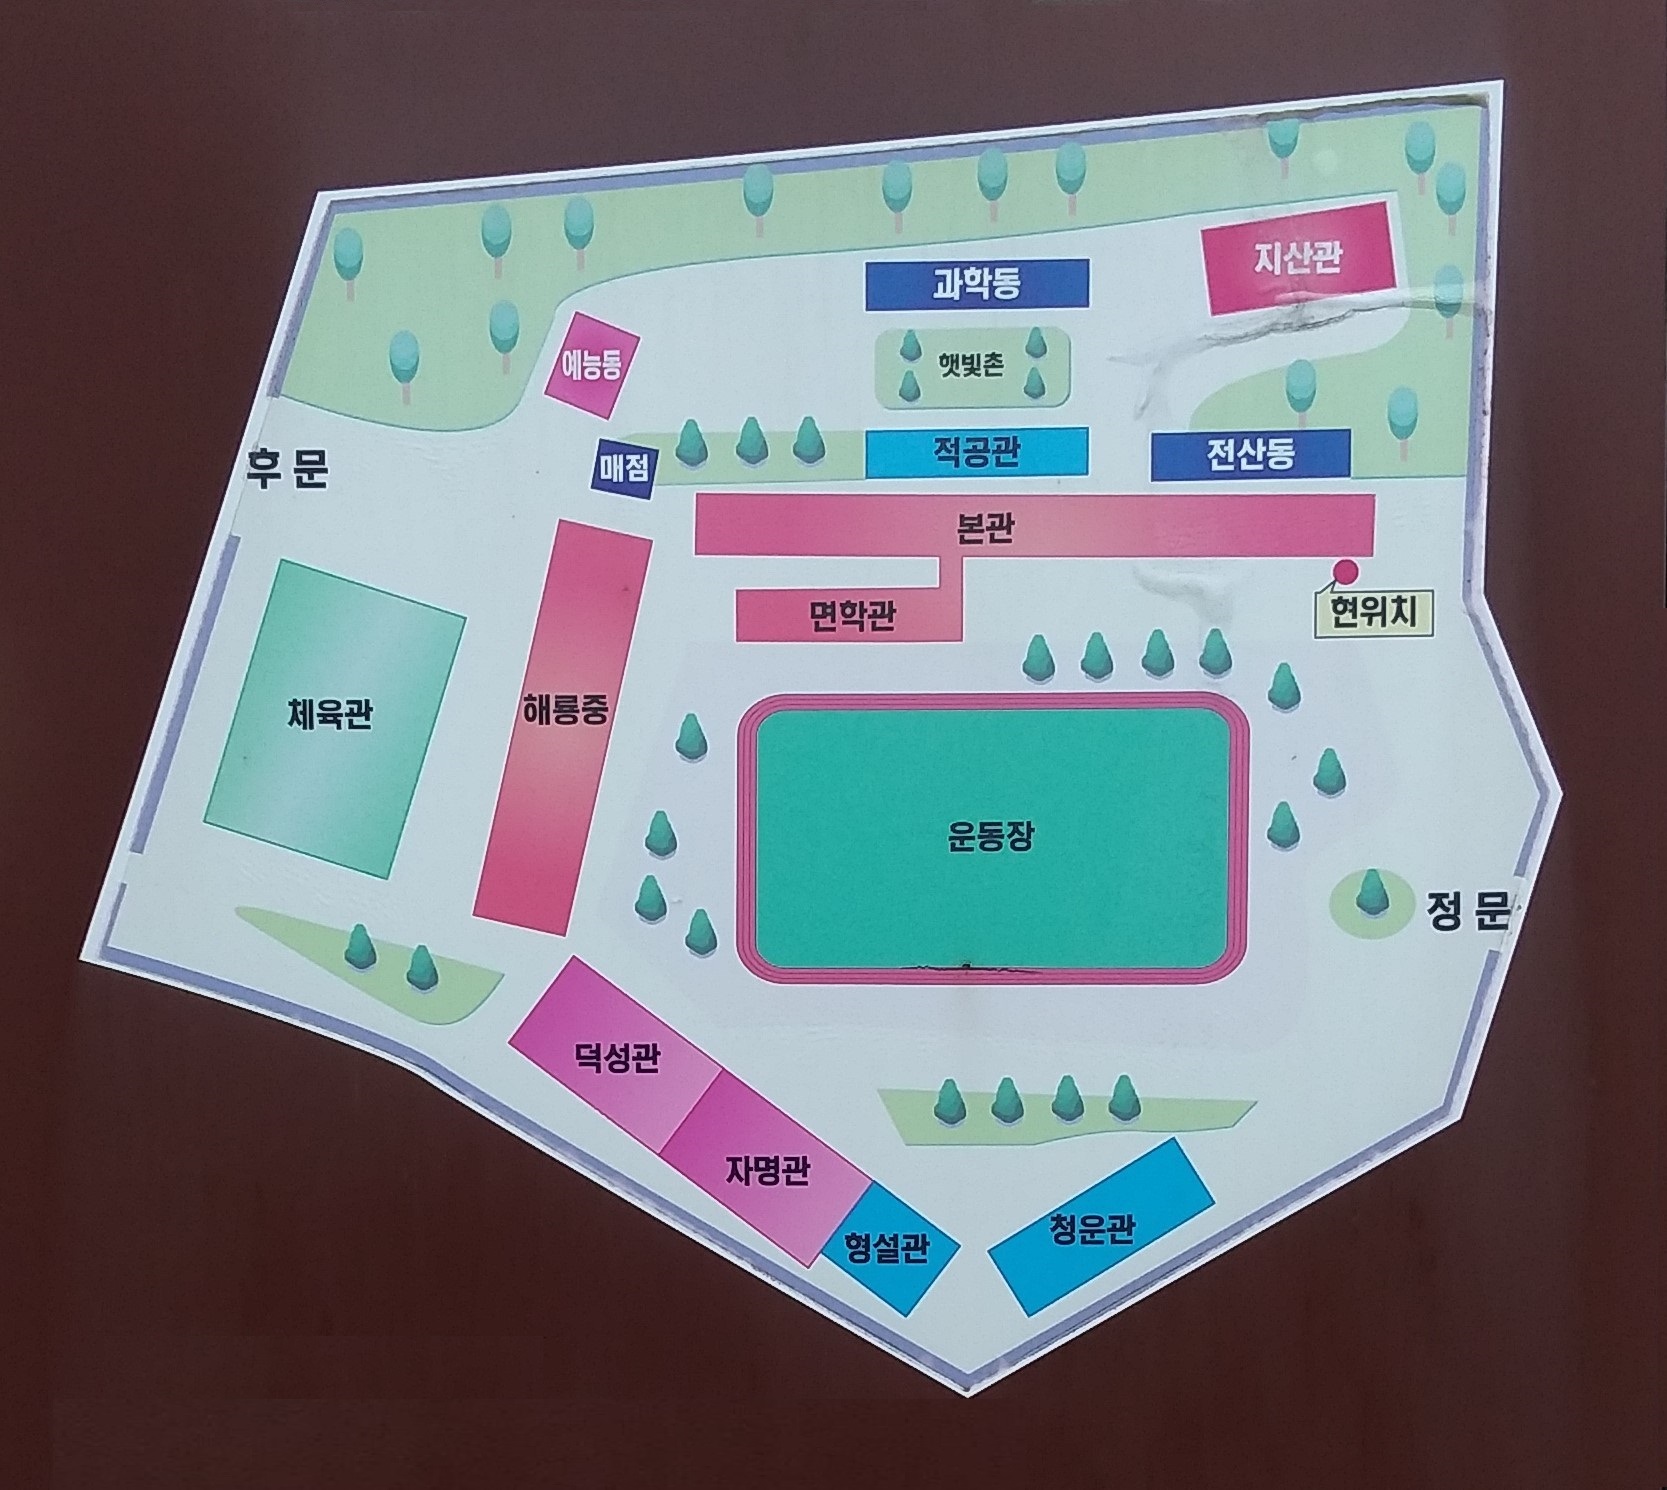 지산관
과학동
예능동
햇빛촌
후문
매점
적공관
전산동
본관
면학관
현위치
체육관
해룡중
운동장
정문
덕성관
자명관
형설관
청운관